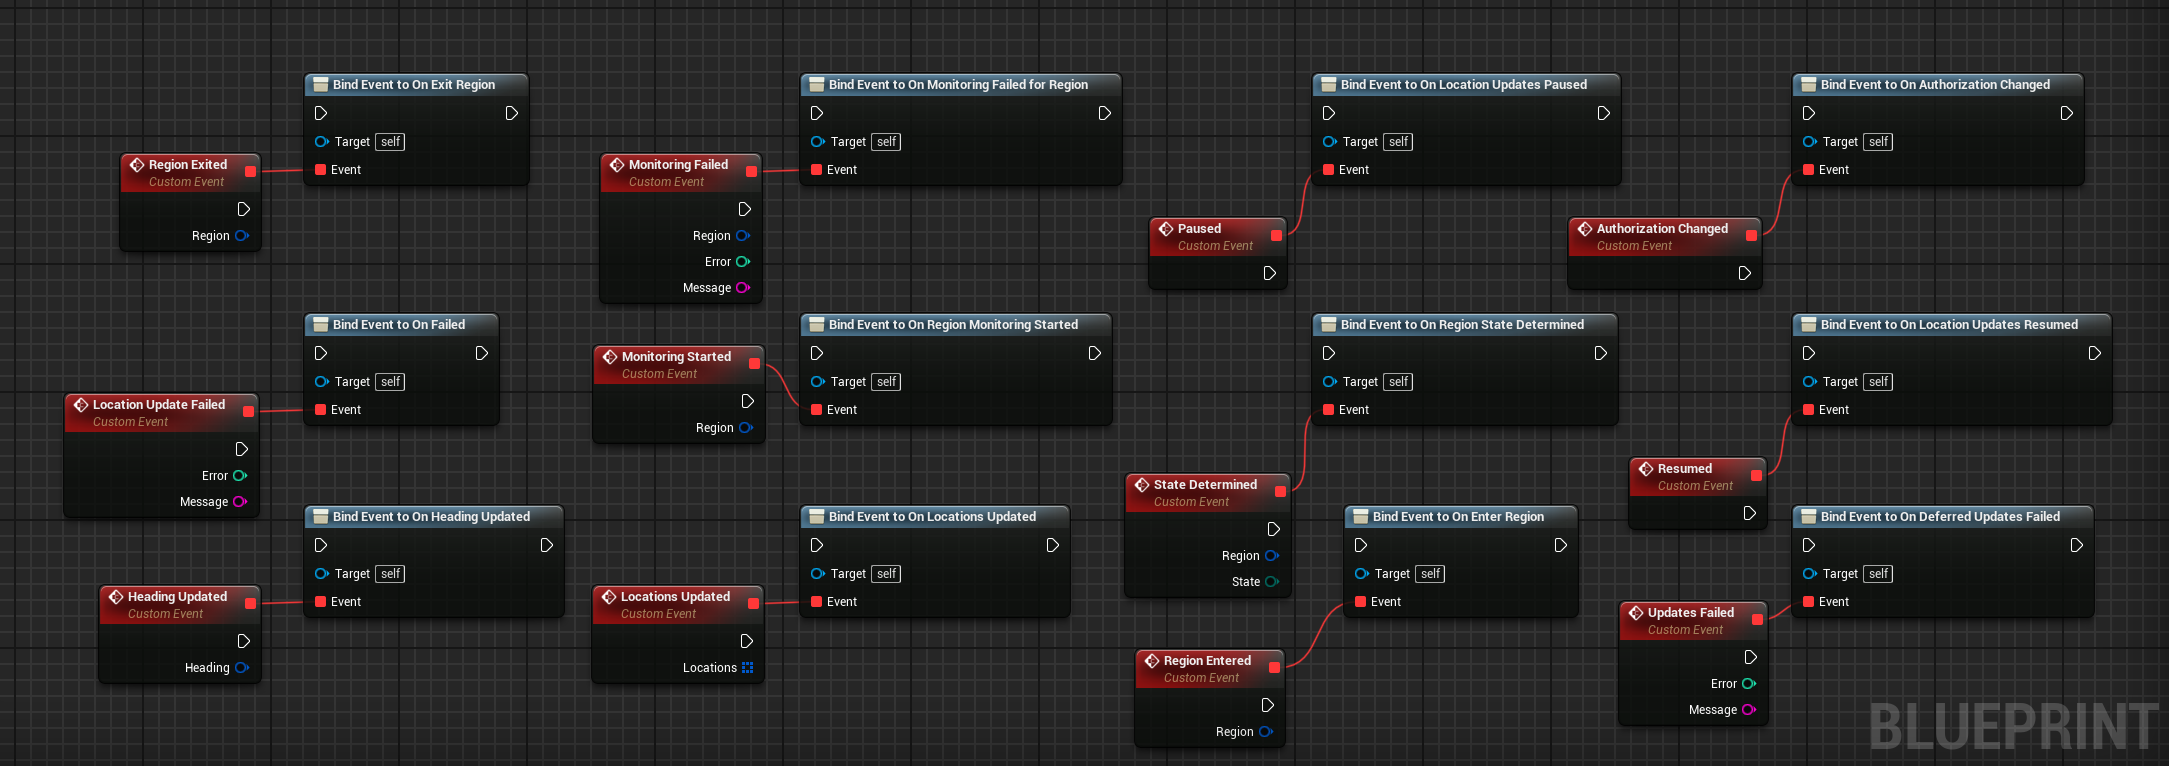 Bind Event to On Exit Region
Target self
Event
Region Exited
Custom Event
Region
Bind Event to On Monitoring Failed for Region
Target self
Event
Monitoring Failed
Custom Event
Region
Error
Message
Bind Event to On Location Updates Paused
Target self
Event
Paused
Custom Event
Bind Event to On Authorization Changed
Target self
Event
Authorization Changed
Custom Event
Bind Event to On Failed
Target self
Event
Location Update Failed
Custom Event
Error
Message
Bind Event to On Region Monitoring Started
Target self
Event
Monitoring Started
Custom Event
Region
Bind Event to On Region State Determined
Target self
Event
State Determined
Custom Event
Region
State
Bind Event to On Location Updates Resumed
Target self
Event
Resumed
Custom Event
Bind Event to On Heading Updated
Target self
Event
Heading Updated
Custom Event
Heading
Bind Event to On Locations Updated
Target self
Event
Locations Updated
Custom Event
Locations
Bind Event to On Enter Region
Target self
Event
Region Entered
Custom Event
Region
Bind Event to On Deferred Updates Failed
Target self
Event
Updates Failed
Custom Event
Error
Message
BLUEPRINT